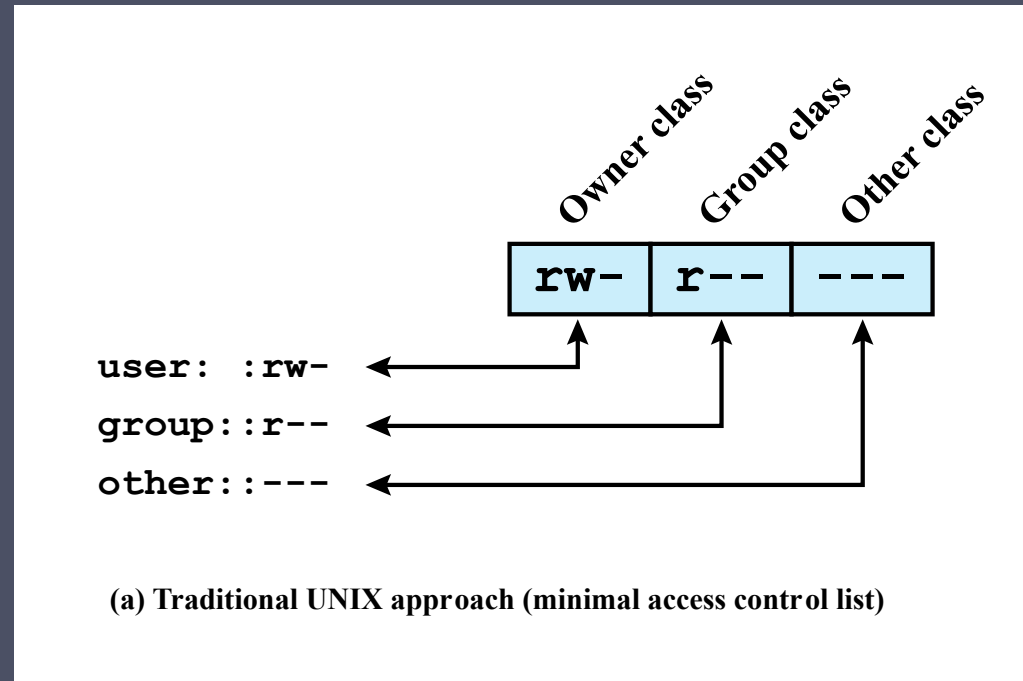 Owner class
Group class
Other class
rw- r-- ---
user: :rw-
group::r--
other::---
(a) Traditional UNIX approach (minimal access control list)